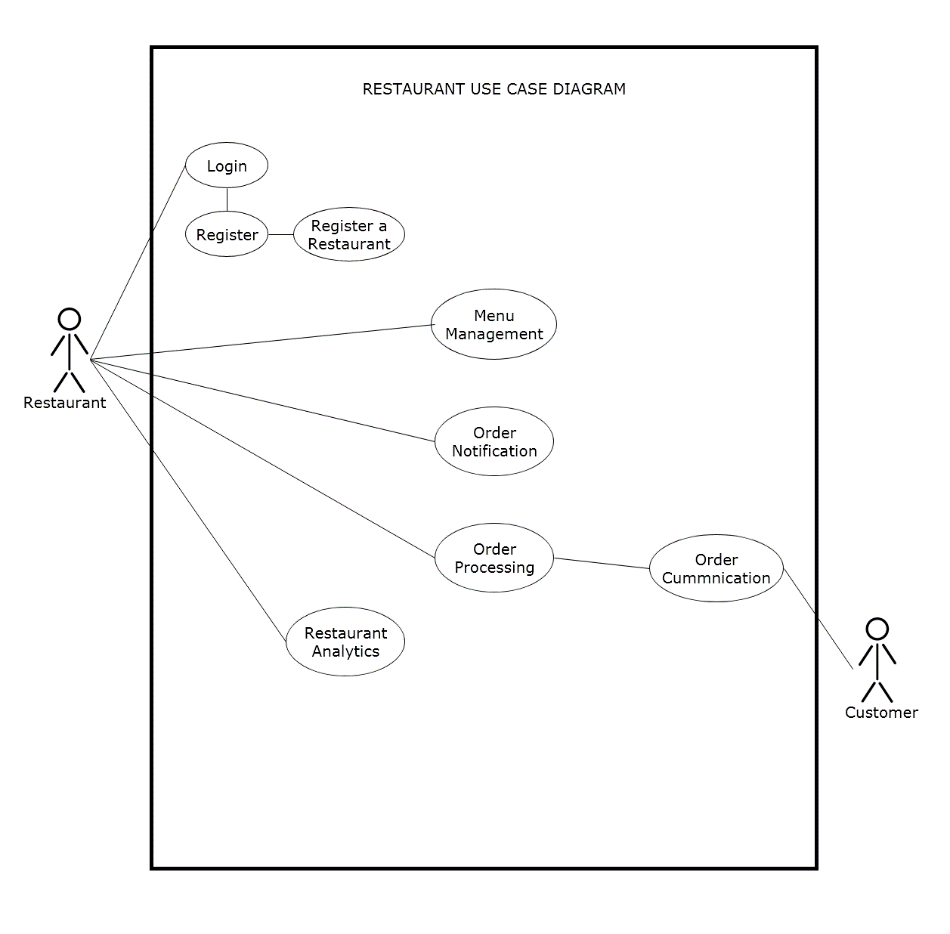 RESTAURANT USE CASE DIAGRAM
Login
Register
Register a
Restaurant
Menu
Management
Restaurant
Order
Notification
Order
Processing
Order
Cummnication
Restaurant
Analytics
Customer